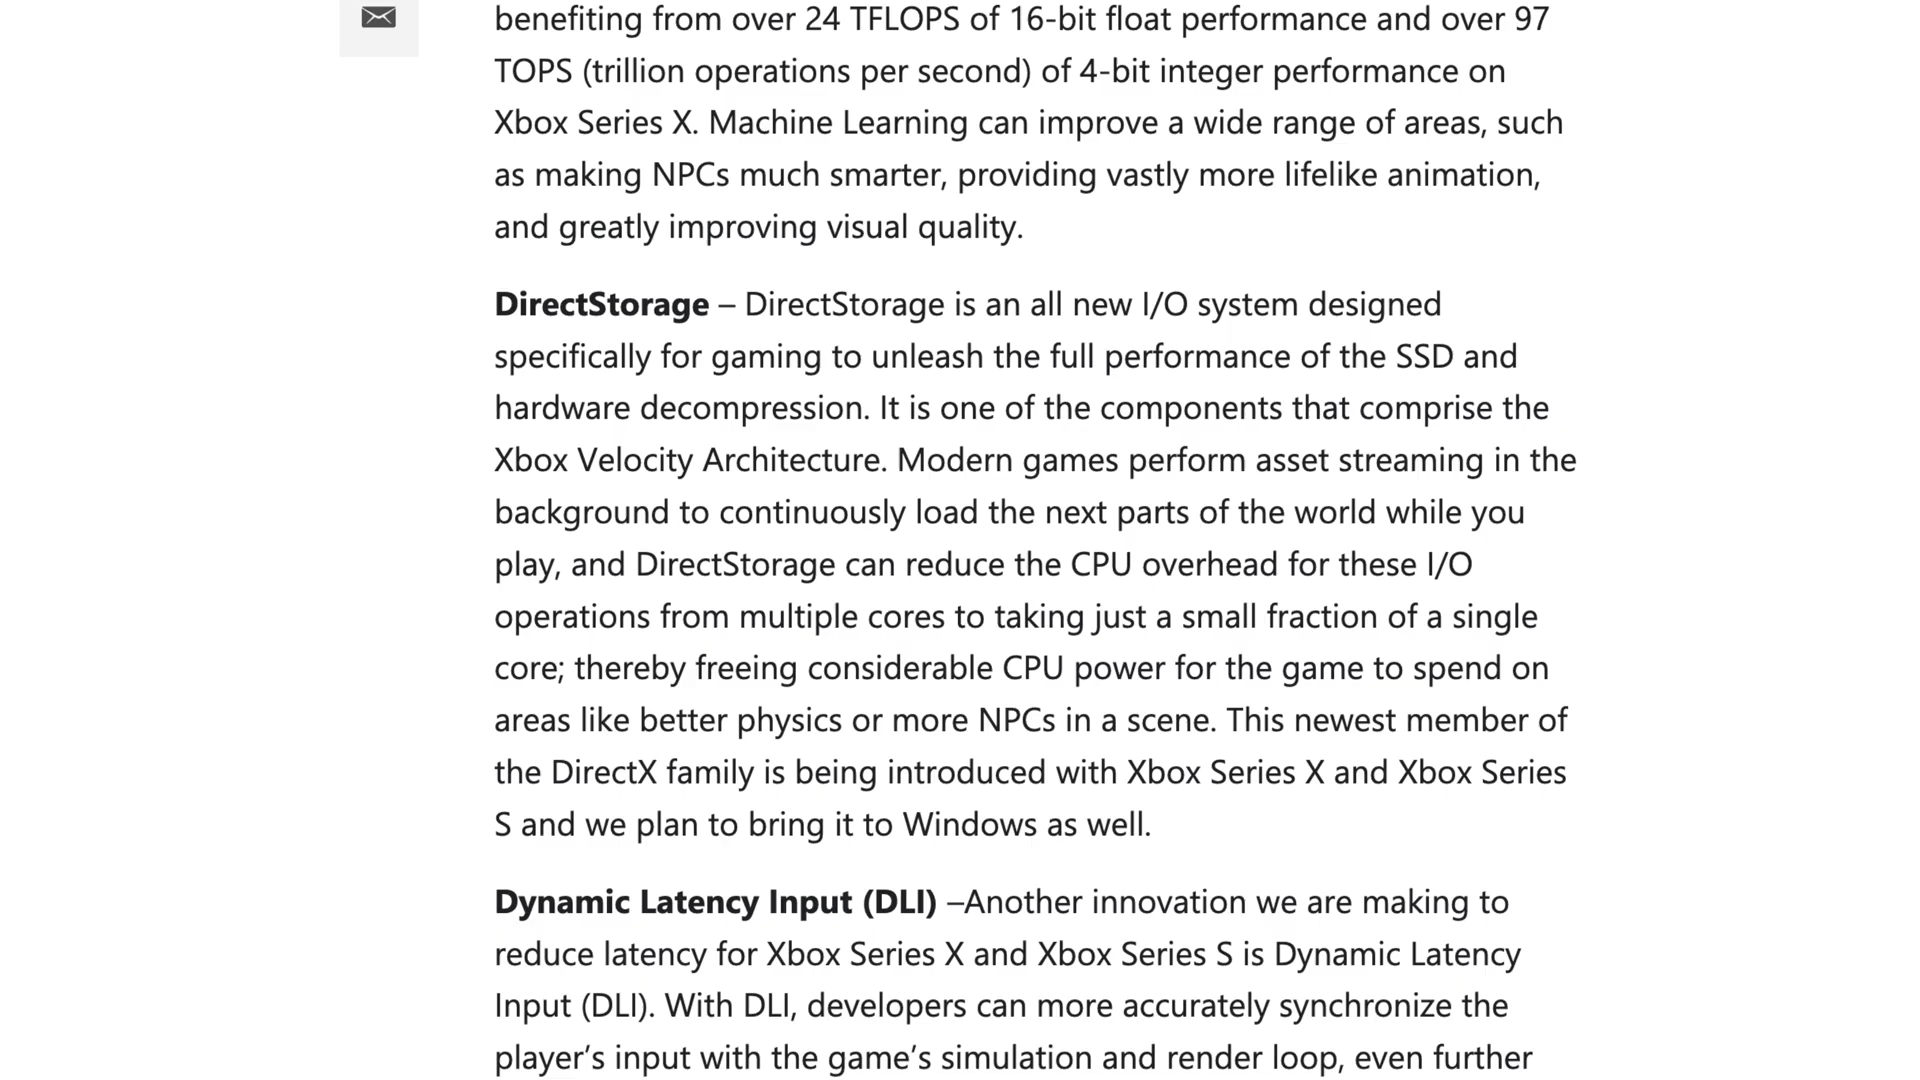 benefiting from over 24 TFLOPS of 16-bit float performance and over 97
TOPS (trillion operations per second) of 4-bit integer performance on
Xbox Series X. Machine Learning can improve a wide range of areas, such
as making NPCs much smarter, providing vastly more lifelike animation,
and greatly improving visual quality.
DirectStorage – DirectStorage is an all new I/O system designed
specifically for gaming to unleash the full performance of the SSD and
hardware decompression. It is one of the components that comprise the
Xbox Velocity Architecture. Modern games perform asset streaming in the
background to continuously load the next parts of the world while you
play, and DirectStorage can reduce the CPU overhead for these I/O
operations from multiple cores to taking just a small fraction of a single
core; thereby freeing considerable CPU power for the game to spend on
areas like better physics or more NPCs in a scene. This newest member of
the DirectX family is being introduced with Xbox Series X and Xbox Series
S and we plan to bring it to Windows as well.
Dynamic Latency Input (DLI) –Another innovation we are making to
reduce latency for Xbox Series X and Xbox Series S is Dynamic Latency
Input (DLI). With DLI, developers can more accurately synchronize the
player’s input with the game’s simulation and render loop, even further